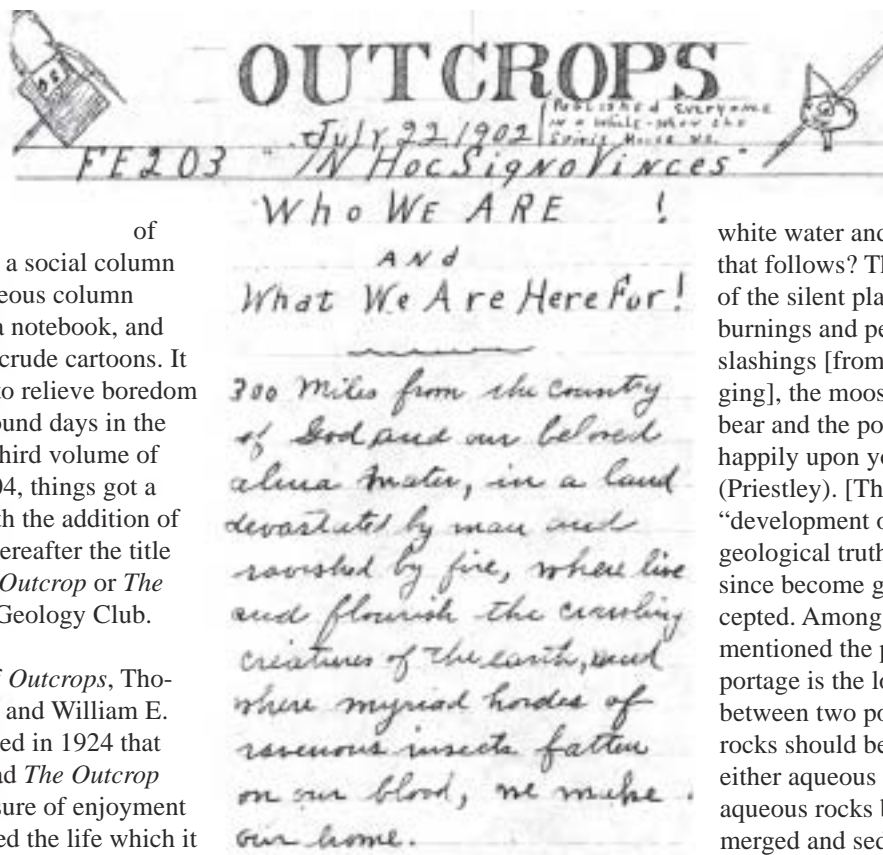 OUTCROPS
PUBLISHED Everyonce
in a while - when the
Spirit
July 22 1902
FE203 "IN Hoc Signo Vinces"
of
a social column
eous column
a notebook, and
crude cartoons. It
to relieve boredom
ound days in the
hird volume of
04, things got a
th the addition of
ereafter the title
Outcrop or The
Geology Club.
f Outcrops, Tho-
and William E.
ed in 1924 that
ad The Outcrop
sure of enjoyment
ed the life which it
Who WE ARE !
AND
What We Are Here For!
300 Miles from the Country
of God and our beloved
alma mater, in a land
devastated by man and
ravished by fire, where live
and flourish the crawling
creatures of the earth, and
where myriad hordes of
ravenous insects fatten
on our blood, we make
our home.
white water and
that follows? Th
of the silent pla
burnings and pe
slashings [from
ging], the moos
bear and the po
happily upon yo
(Priestley). [Th
“development o
geological truth
since become g
cepted. Among
mentioned the p
portage is the lo
between two po
rocks should be
either aqueous
aqueous rocks b
merged and sed